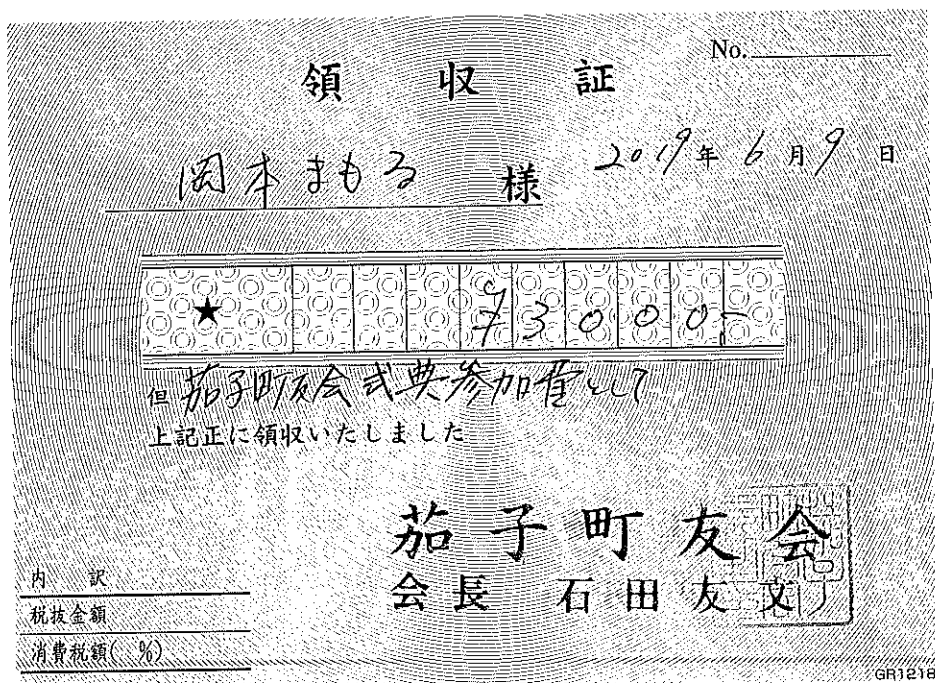 No.
領 収 証
岡本まもる 様 2019年6月9日
★ ¥3000-
但 茄子町友会式典参加費として
上記正に領収いたしました
茄子町友会
会長 石田友文
内 訳
税抜金額
消費税額( %)
GR1218